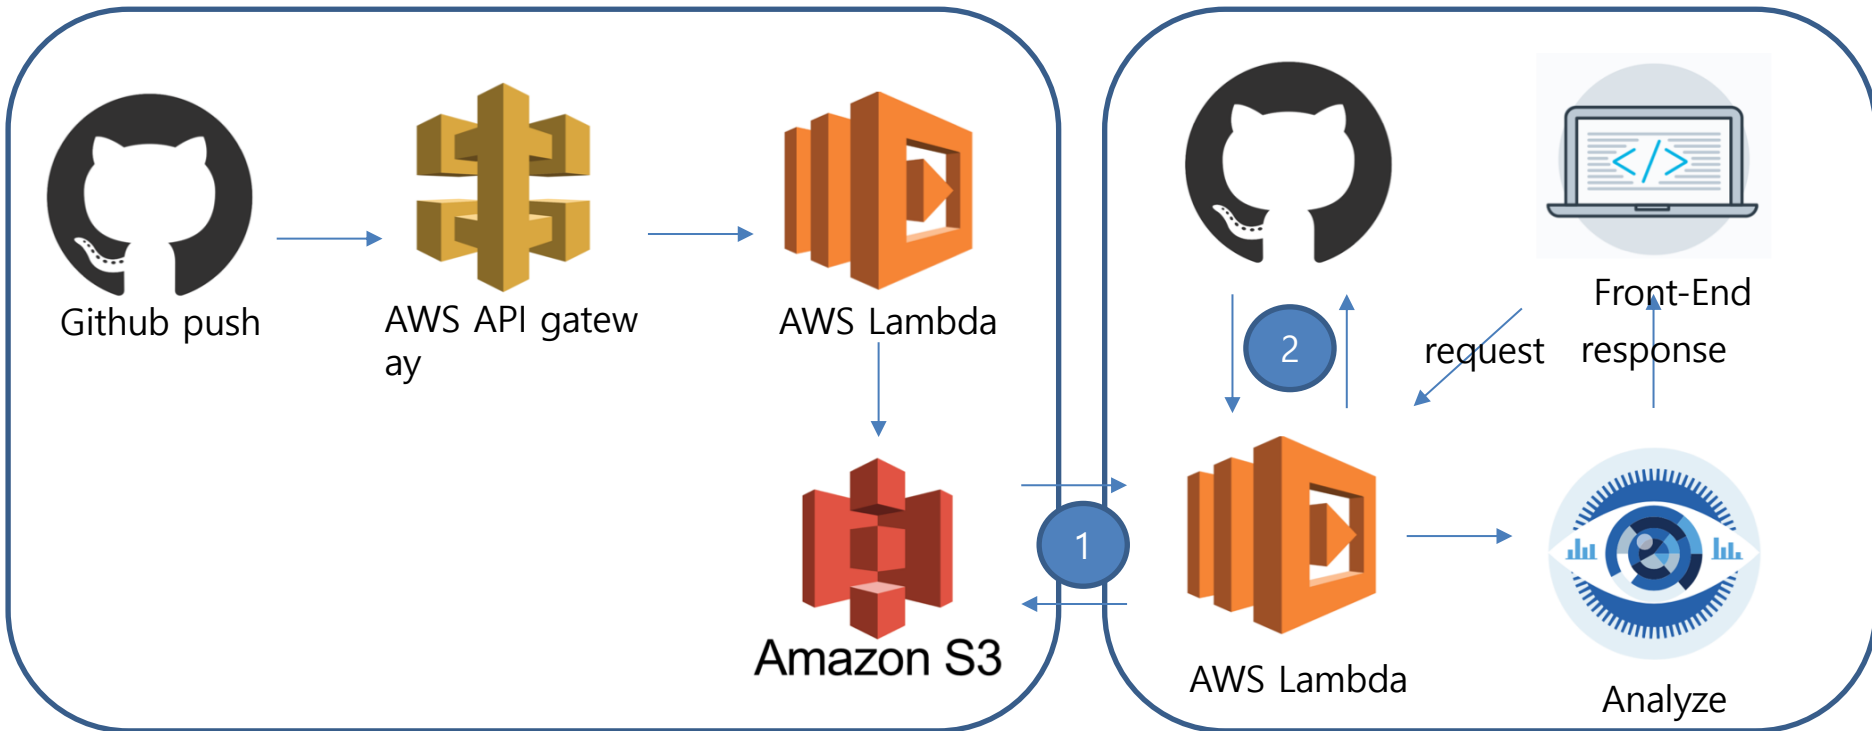 Github push
AWS API gatew
ay
AWS Lambda
Amazon S3
1
2
Front-End
request
response
AWS Lambda
Analyze